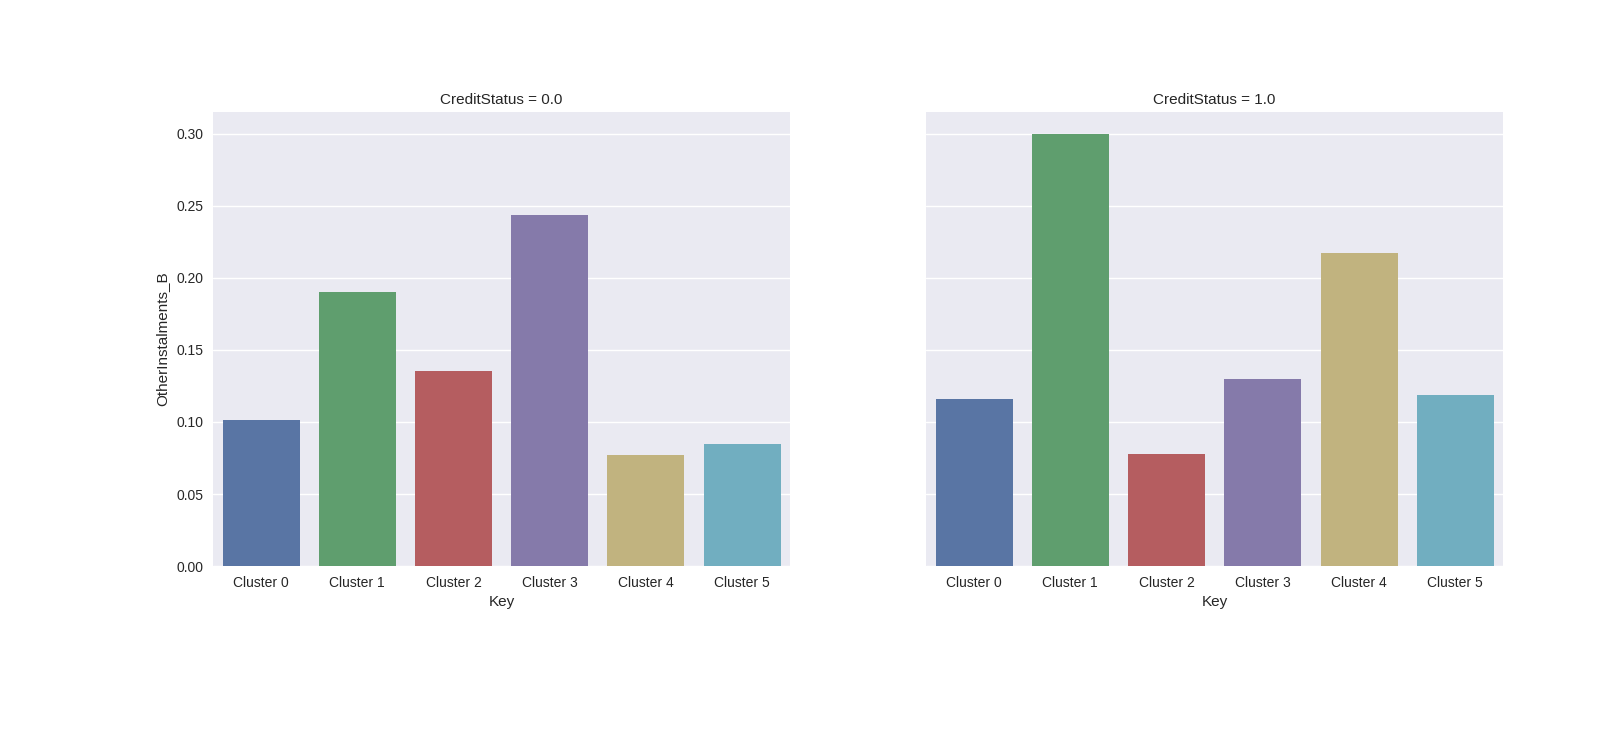 CreditStatus = 0.0
OtherInstalments_B
0.30
0.25
0.20
0.15
0.10
0.05
0.00
Cluster 0 Cluster 1 Cluster 2 Cluster 3 Cluster 4 Cluster 5
Key
CreditStatus = 1.0
Cluster 0 Cluster 1 Cluster 2 Cluster 3 Cluster 4 Cluster 5
Key